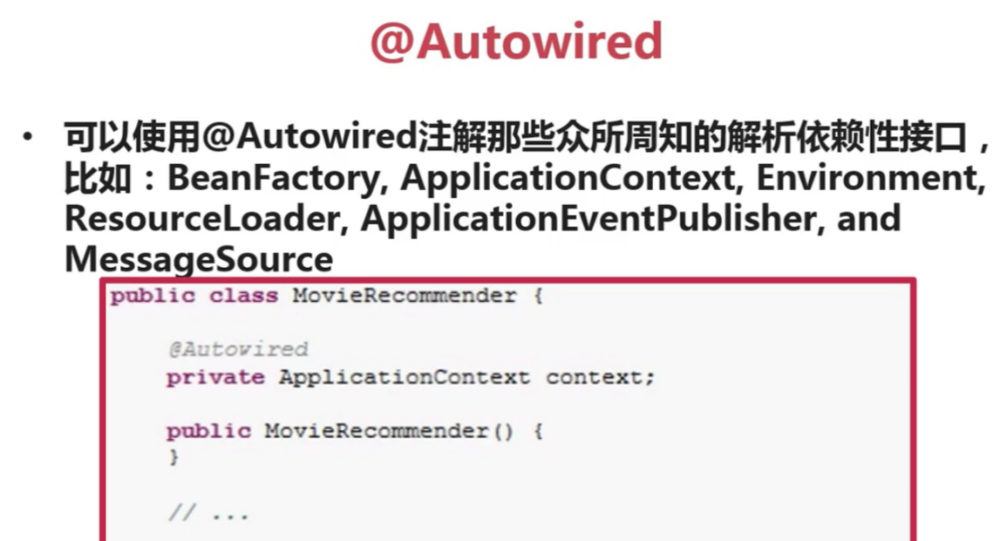 @Autowired
• 可以使用@Autowired注解那些众所周知的解析依赖性接口，
比如：BeanFactory, ApplicationContext, Environment,
ResourceLoader, ApplicationEventPublisher, and
MessageSource
public class MovieRecommender {
@Autowired
private ApplicationContext context;
public MovieRecommender() {
}
// ...